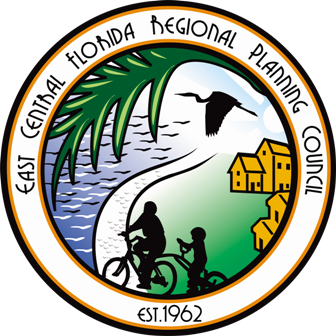 East Central Florida Regional Planning Council
EST. 1962